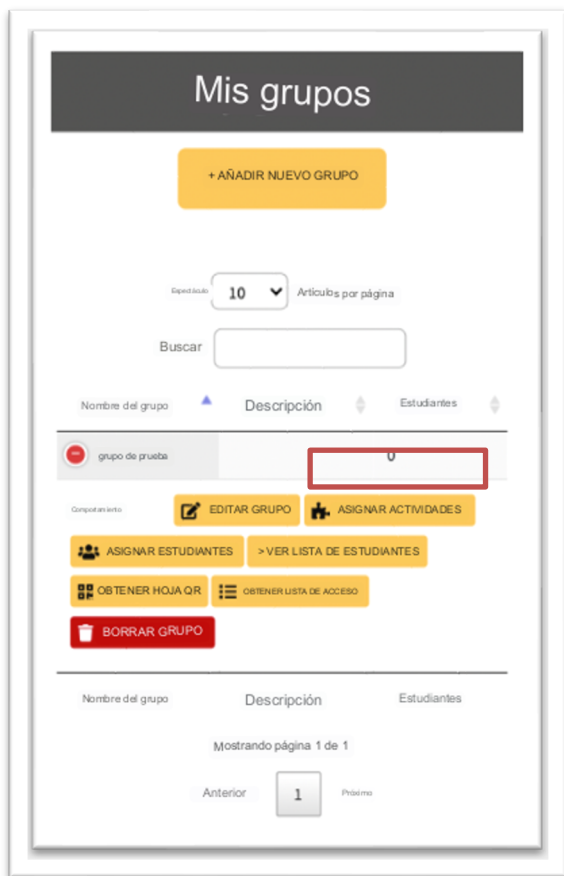 Mis grupos
+ AÑADIR NUEVO GRUPO
Espectáculo 10 Artículos por página
Buscar
Nombre del grupo Descripción Estudiantes
grupo de prueba 0
Comportamiento EDITAR GRUPO ASIGNAR ACTIVIDADES
ASIGNAR ESTUDIANTES > VER LISTA DE ESTUDIANTES
OBTENER HOJA QR OBTENER LISTA DE ACCESO
BORRAR GRUPO
Nombre del grupo Descripción Estudiantes
Mostrando página 1 de 1
Anterior 1 Próximo